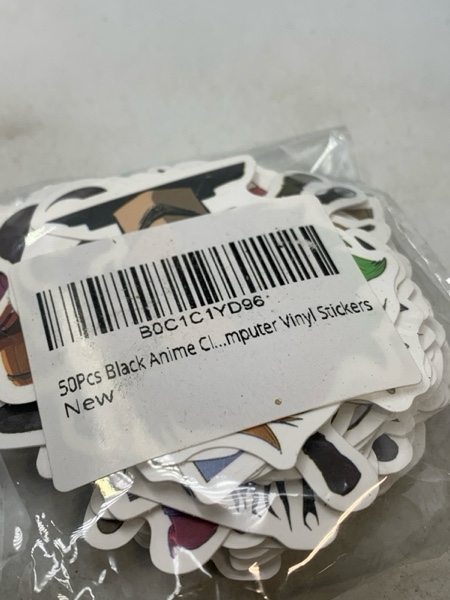 B0C1C1YD96
50Pcs Black Anime Cl...mputer Vinyl Stickers
New